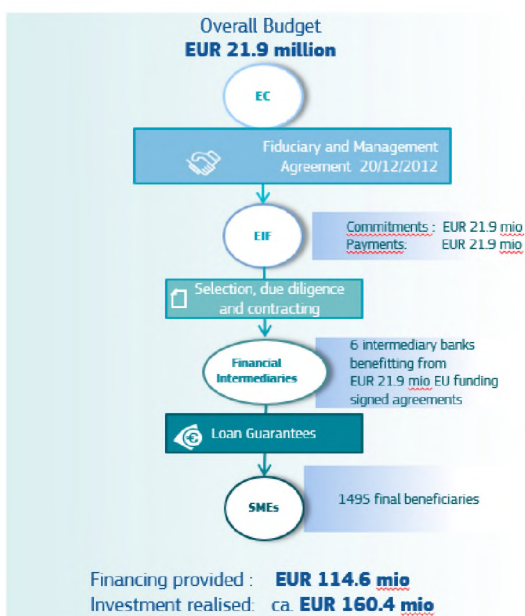 Overall Budget
EUR 21.9 million
EC
Fiduciary and Management
Agreement 20/12/2012
EIF
Commitments : EUR 21.9 mio
Payments: EUR 21.9 mio
Selection, due diligence
and contracting
Financial
Intermediaries
6 intermediary banks
benefitting from
EUR 21.9 mio EU funding
signed agreements
Loan Guarantees
SMEs
1495 final beneficiaries
Financing provided : EUR 114.6 mio
Investment realised: ca. EUR 160.4 mio